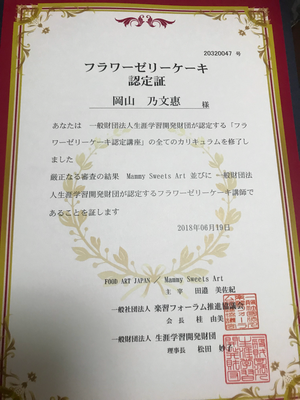 20320047 号
フラワーゼリーケーキ
認定証
岡山 乃文惠 様
あなたは 一般財団法人生涯学習開発財団が認定する「フラ
ワーゼリーケーキ認定講座」の全てのカリキュラムを修了し
ました
厳正なる審査の結果 Mammy Sweets Art 並びに一般財団法
人生涯学習開発財団が認定するフラワーゼリーケーキ講師で
あることを証します
2018年06月19日
FOOD ART JAPAN / Mammy Sweets Art
主 宰 田邉 美佐紀
一般社団法人 楽習フォーラム推進協議会
会 長 桂 由美
一般財団法人 生涯学習開発財団
理事長 松田 妙子